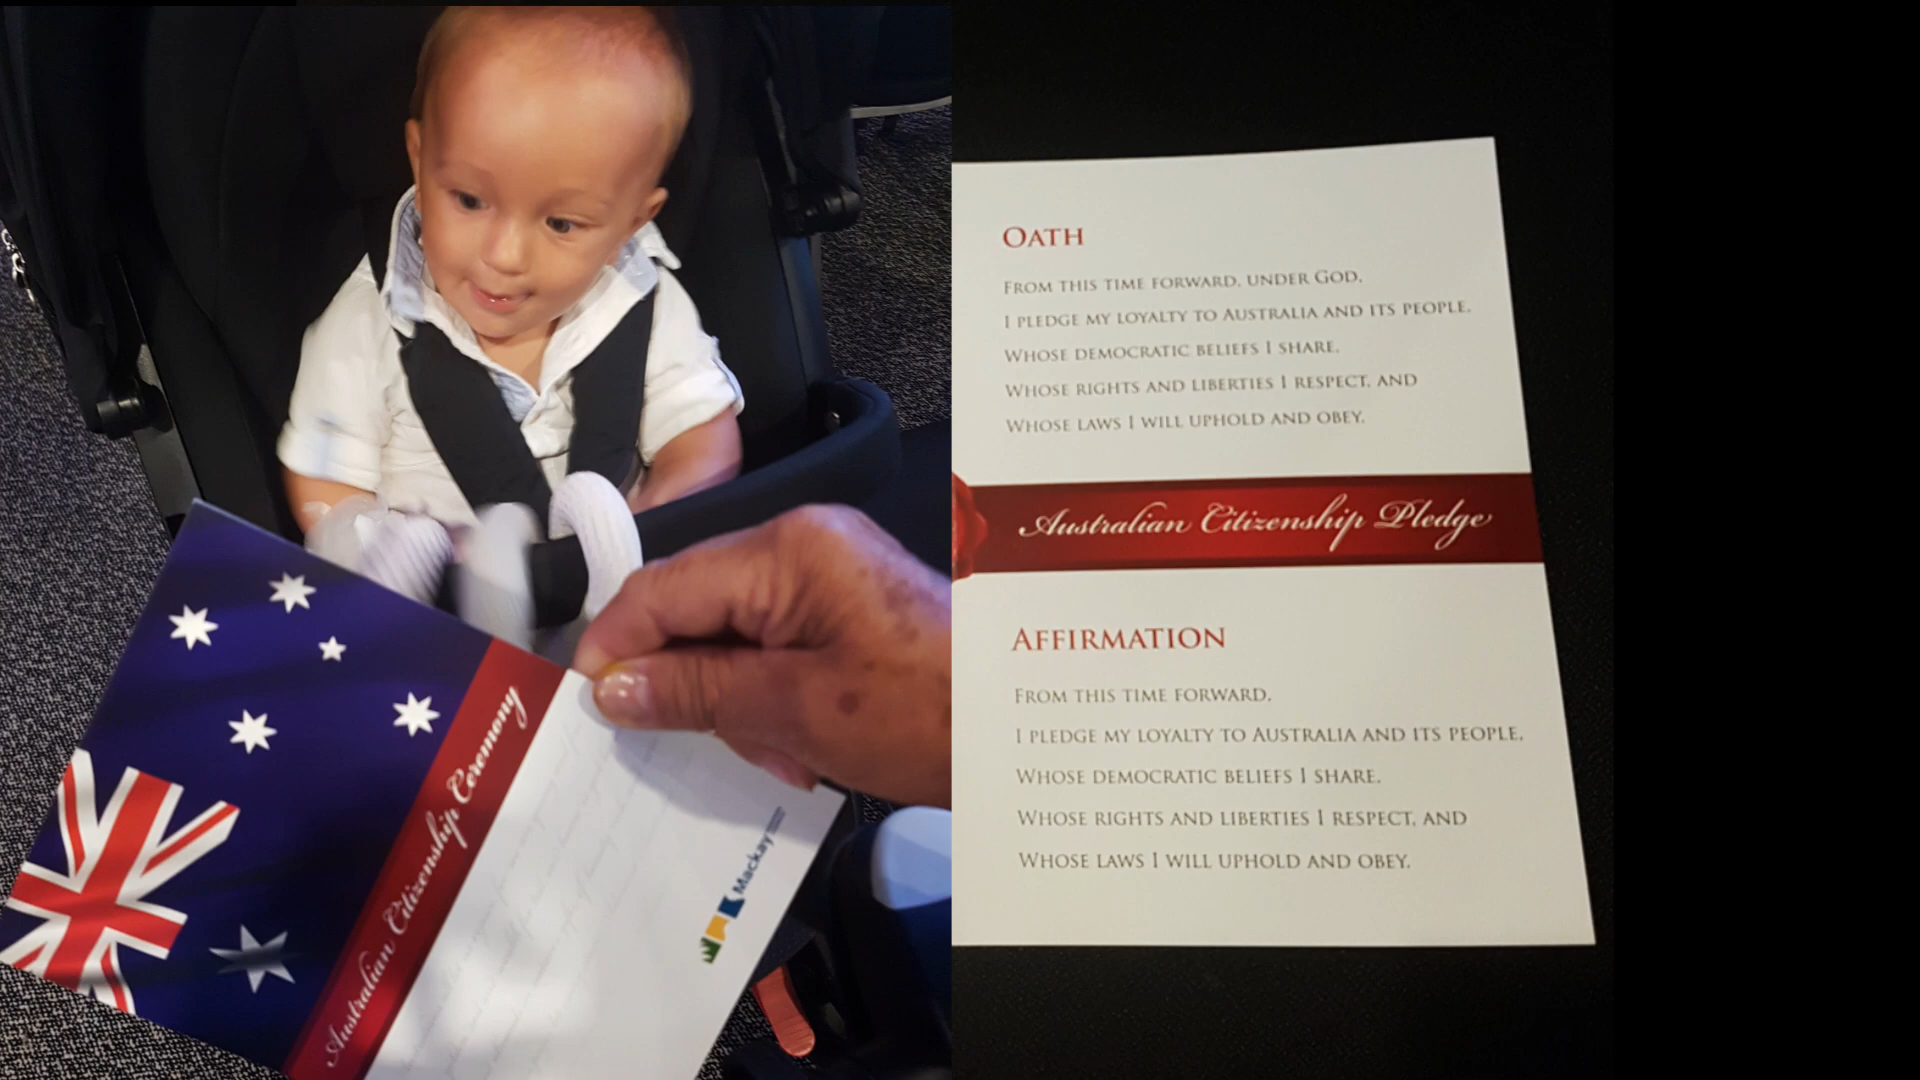 Australian Citizenship Ceremony
Mackay
OATH
FROM THIS TIME FORWARD, UNDER GOD,
I PLEDGE MY LOYALTY TO AUSTRALIA AND ITS PEOPLE,
WHOSE DEMOCRATIC BELIEFS I SHARE,
WHOSE RIGHTS AND LIBERTIES I RESPECT, AND
WHOSE LAWS I WILL UPHOLD AND OBEY.
Australian Citizenship Pledge
AFFIRMATION
FROM THIS TIME FORWARD,
I PLEDGE MY LOYALTY TO AUSTRALIA AND ITS PEOPLE,
WHOSE DEMOCRATIC BELIEFS I SHARE,
WHOSE RIGHTS AND LIBERTIES I RESPECT, AND
WHOSE LAWS I WILL UPHOLD AND OBEY.